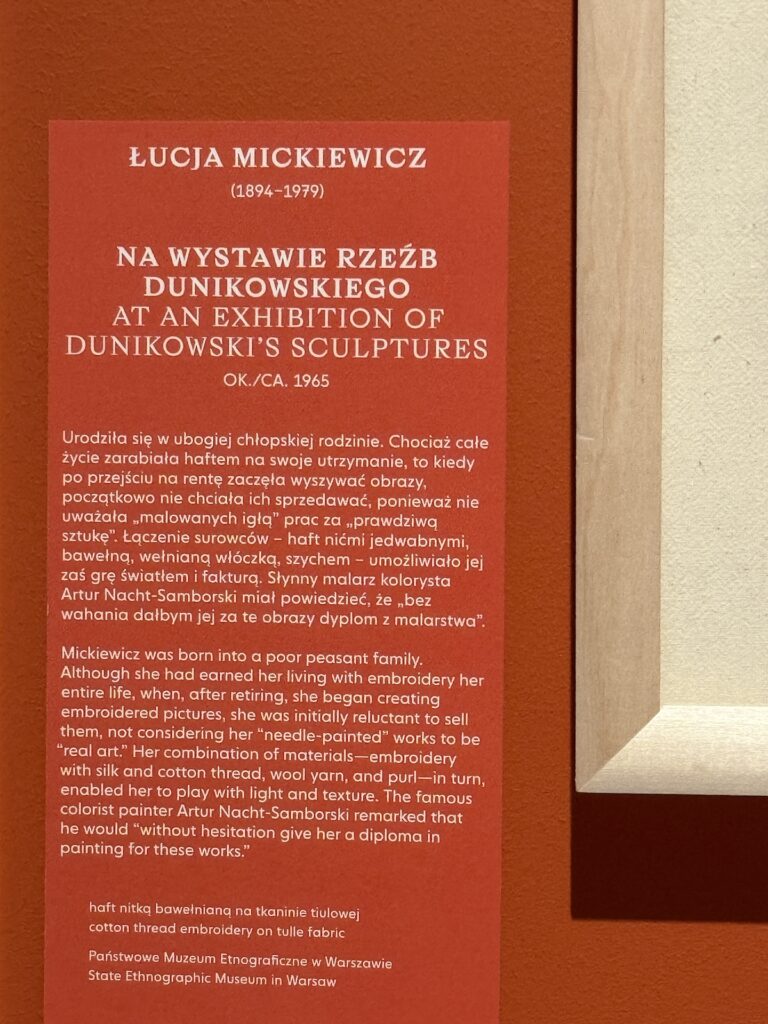 ŁUCJA MICKIEWICZ
(1894–1979)
NA WYSTAWIE RZEŹB
DUNIKOWSKIEGO
AT AN EXHIBITION OF
DUNIKOWSKI'S SCULPTURES
OK./CA. 1965
Urodziła się w ubogiej chłopskiej rodzinie. Chociaż całe
życie zarabiała haftem na swoje utrzymanie, to kiedy
po przejściu na rentę zaczęła wyszywać obrazy,
początkowo nie chciała ich sprzedawać, ponieważ nie
uważała „malowanych igłą” prac za „prawdziwą
sztukę”. Łączenie surowców – haft nićmi jedwabnymi,
bawełną, wełnianą włóczką, szychem – umożliwiało jej
zaś grę światłem i fakturą. Słynny malarz kolorysta
Artur Nacht-Samborski miał powiedzieć, że „bez
wahania dałbym jej za te obrazy dyplom z malarstwa”.
Mickiewicz was born into a poor peasant family.
Although she had earned her living with embroidery her
entire life, when, after retiring, she began creating
embroidered pictures, she was initially reluctant to sell
them, not considering her “needle-painted” works to be
“real art.” Her combination of materials—embroidery
with silk and cotton thread, wool yarn, and purl—in turn,
enabled her to play with light and texture. The famous
colorist painter Artur Nacht-Samborski remarked that
he would “without hesitation give her a diploma in
painting for these works.”
haft nitką bawełnianą na tkaninie tiulowej
cotton thread embroidery on tulle fabric
Państwowe Muzeum Etnograficzne w Warszawie
State Ethnographic Museum in Warsaw